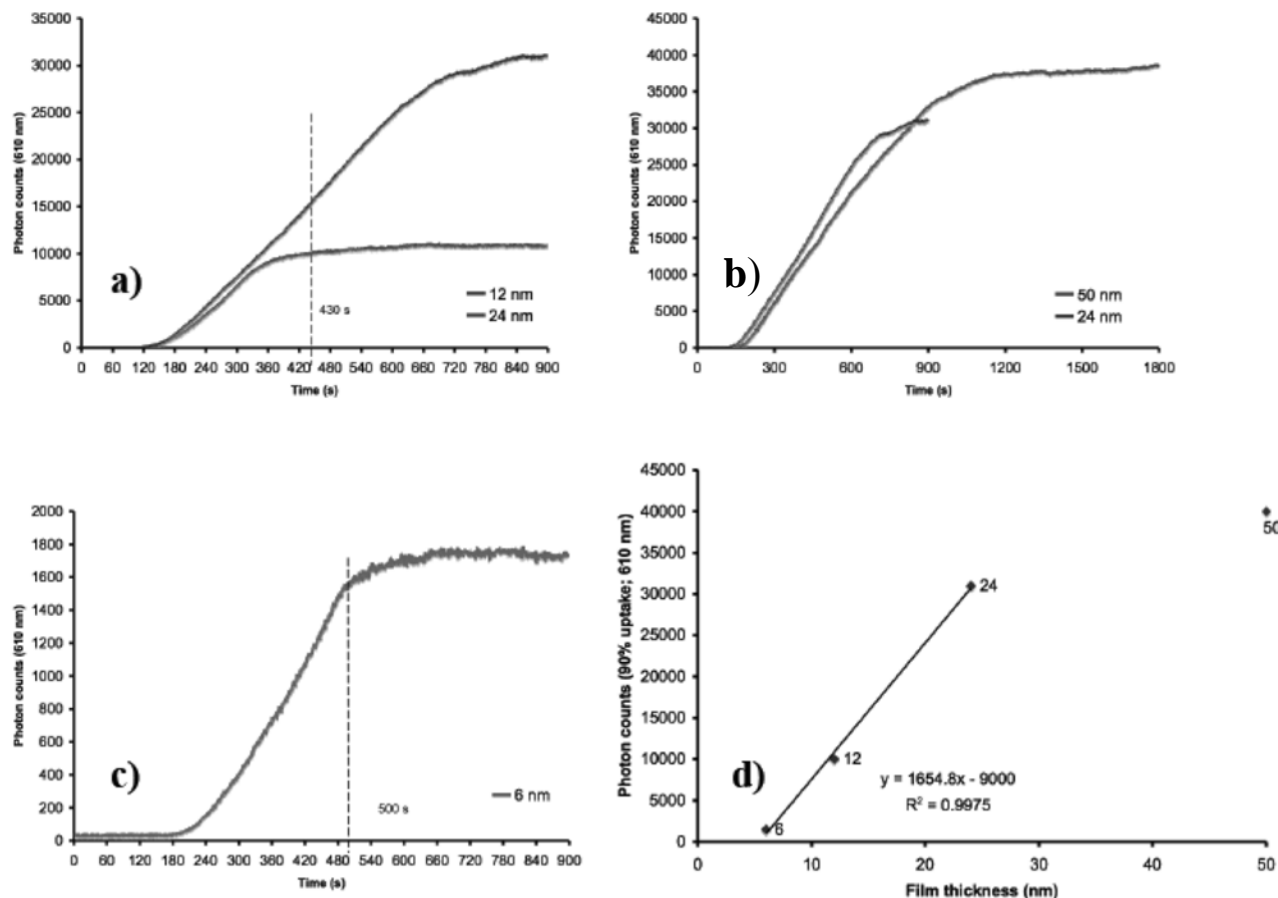 35000
30000
25000
20000
15000
10000
5000
0
Photon counts (610 nm)
a)
430 s
12 nm
24 nm
0 60 120 180 240 300 360 420 480 540 600 660 720 780 840 900
Time (s)
45000
40000
35000
30000
25000
20000
15000
10000
5000
0
Photon counts (610 nm)
b)
50 nm
24 nm
0 300 600 900 1200 1500 1800
Time (s)
2000
1800
1600
1400
1200
1000
800
600
400
200
0
Photon counts (610 nm)
c)
500 s
6 nm
0 60 120 180 240 300 360 420 480 540 600 660 720 780 840 900
Time (s)
45000
40000
35000
30000
25000
20000
15000
10000
5000
0
Photon counts (90% uptake; 610 nm)
50
24
12
6
d)
y = 1654.8x - 9000
R² = 0.9975
0 10 20 30 40 50
Film thickness (nm)